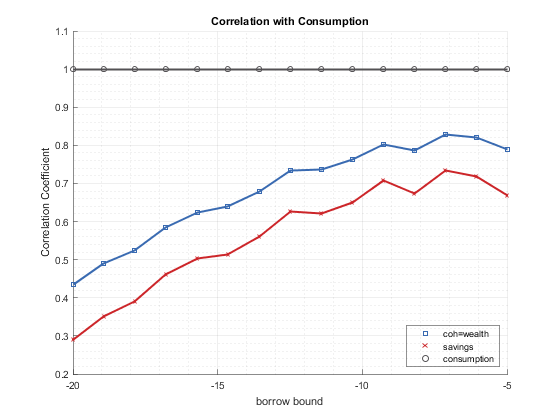 Correlation with Consumption
1.1
1
0.9
0.8
0.7
0.6
0.5
0.4
0.3
0.2
Correlation Coefficient
-20
-15
-10
-5
borrow bound
coh=wealth
savings
consumption